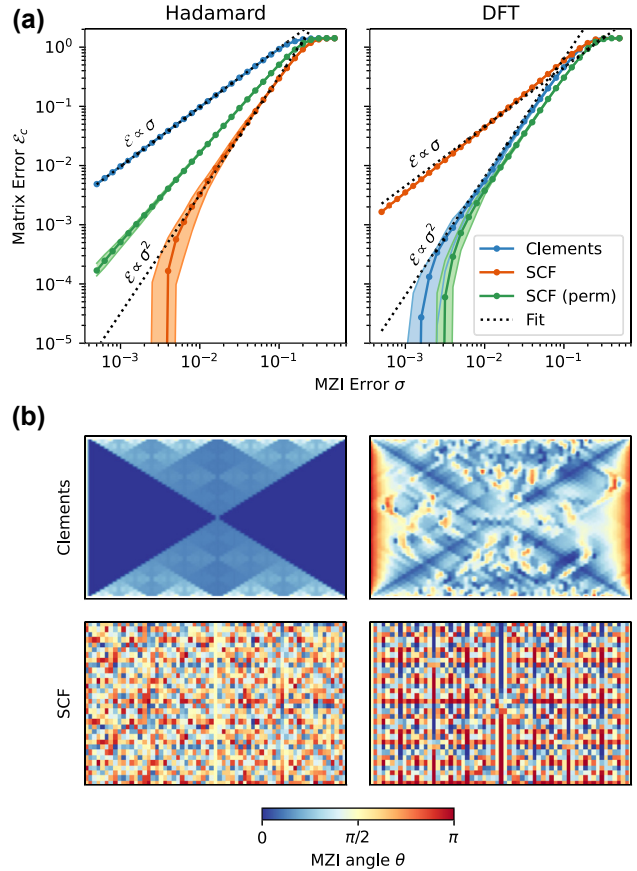 (a)
Hadamard
DFT
Matrix Error ℰ_c
10^0
10^−1
10^−2
10^−3
10^−4
10^−5
ℰ ∝ σ
ℰ ∝ σ^2
ℰ ∝ σ
ℰ ∝ σ^2
Clements
SCF
SCF (perm)
Fit
10^−3 10^−2 10^−1
10^−3 10^−2 10^−1
MZI Error σ
(b)
Clements
SCF
0 π/2 π
MZI angle θ